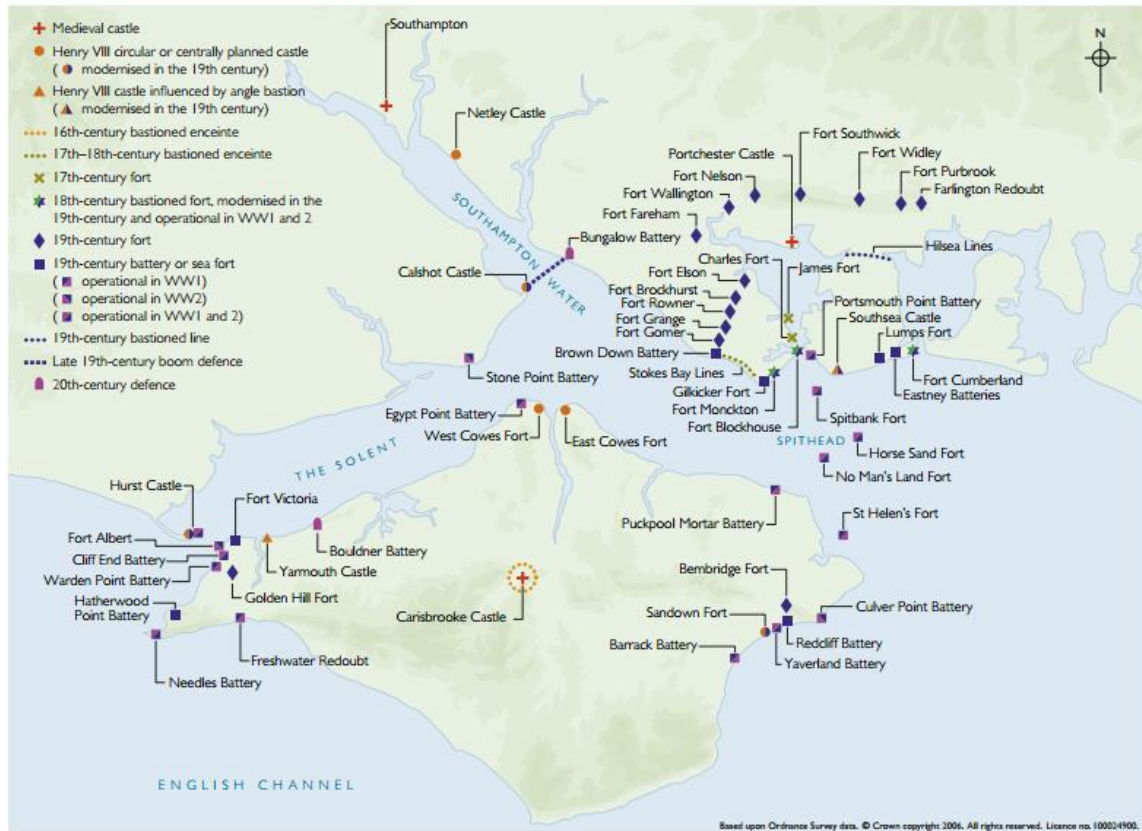 Medieval castle
Henry VIII circular or centrally planned castle
( modernised in the 19th century)
Henry VIII castle influenced by angle bastion
( modernised in the 19th century)
16th-century bastioned enceinte
17th–18th-century bastioned enceinte
17th-century fort
18th-century bastioned fort, modernised in the
19th-century and operational in WW1 and 2
19th-century fort
19th-century battery or sea fort
( operational in WW1)
( operational in WW2)
( operational in WW1 and 2)
19th-century bastioned line
Late 19th-century boom defence
20th-century defence
N
Southampton
Netley Castle
SOUTHAMPTON WATER
Bungalow Battery
Calshot Castle
Stone Point Battery
Fort Southwick
Portchester Castle
Fort Widley
Fort Nelson
Fort Purbrook
Fort Wallington
Farlington Redoubt
Fort Fareham
Hilsea Lines
Charles Fort
James Fort
Fort Elson
Fort Brockhurst
Fort Rowner
Fort Grange
Fort Gomer
Portsmouth Point Battery
Southsea Castle
Lumps Fort
Brown Down Battery
Stokes Bay Lines
Gilkicker Fort
Fort Monckton
Fort Blockhouse
Fort Cumberland
Eastney Batteries
Spitbank Fort
SPITHEAD
Horse Sand Fort
No Man's Land Fort
St Helen's Fort
Egypt Point Battery
West Cowes Fort
East Cowes Fort
THE SOLENT
Hurst Castle
Fort Victoria
Fort Albert
Cliff End Battery
Warden Point Battery
Hatherwood
Point Battery
Bouldner Battery
Yarmouth Castle
Golden Hill Fort
Freshwater Redoubt
Needles Battery
Carisbrooke Castle
Puckpool Mortar Battery
Bembridge Fort
Sandown Fort
Culver Point Battery
Barrack Battery
Redcliff Battery
Yaverland Battery
ENGLISH CHANNEL
Based upon Ordnance Survey data. © Crown copyright 2006. All rights reserved. Licence no. 100024900.